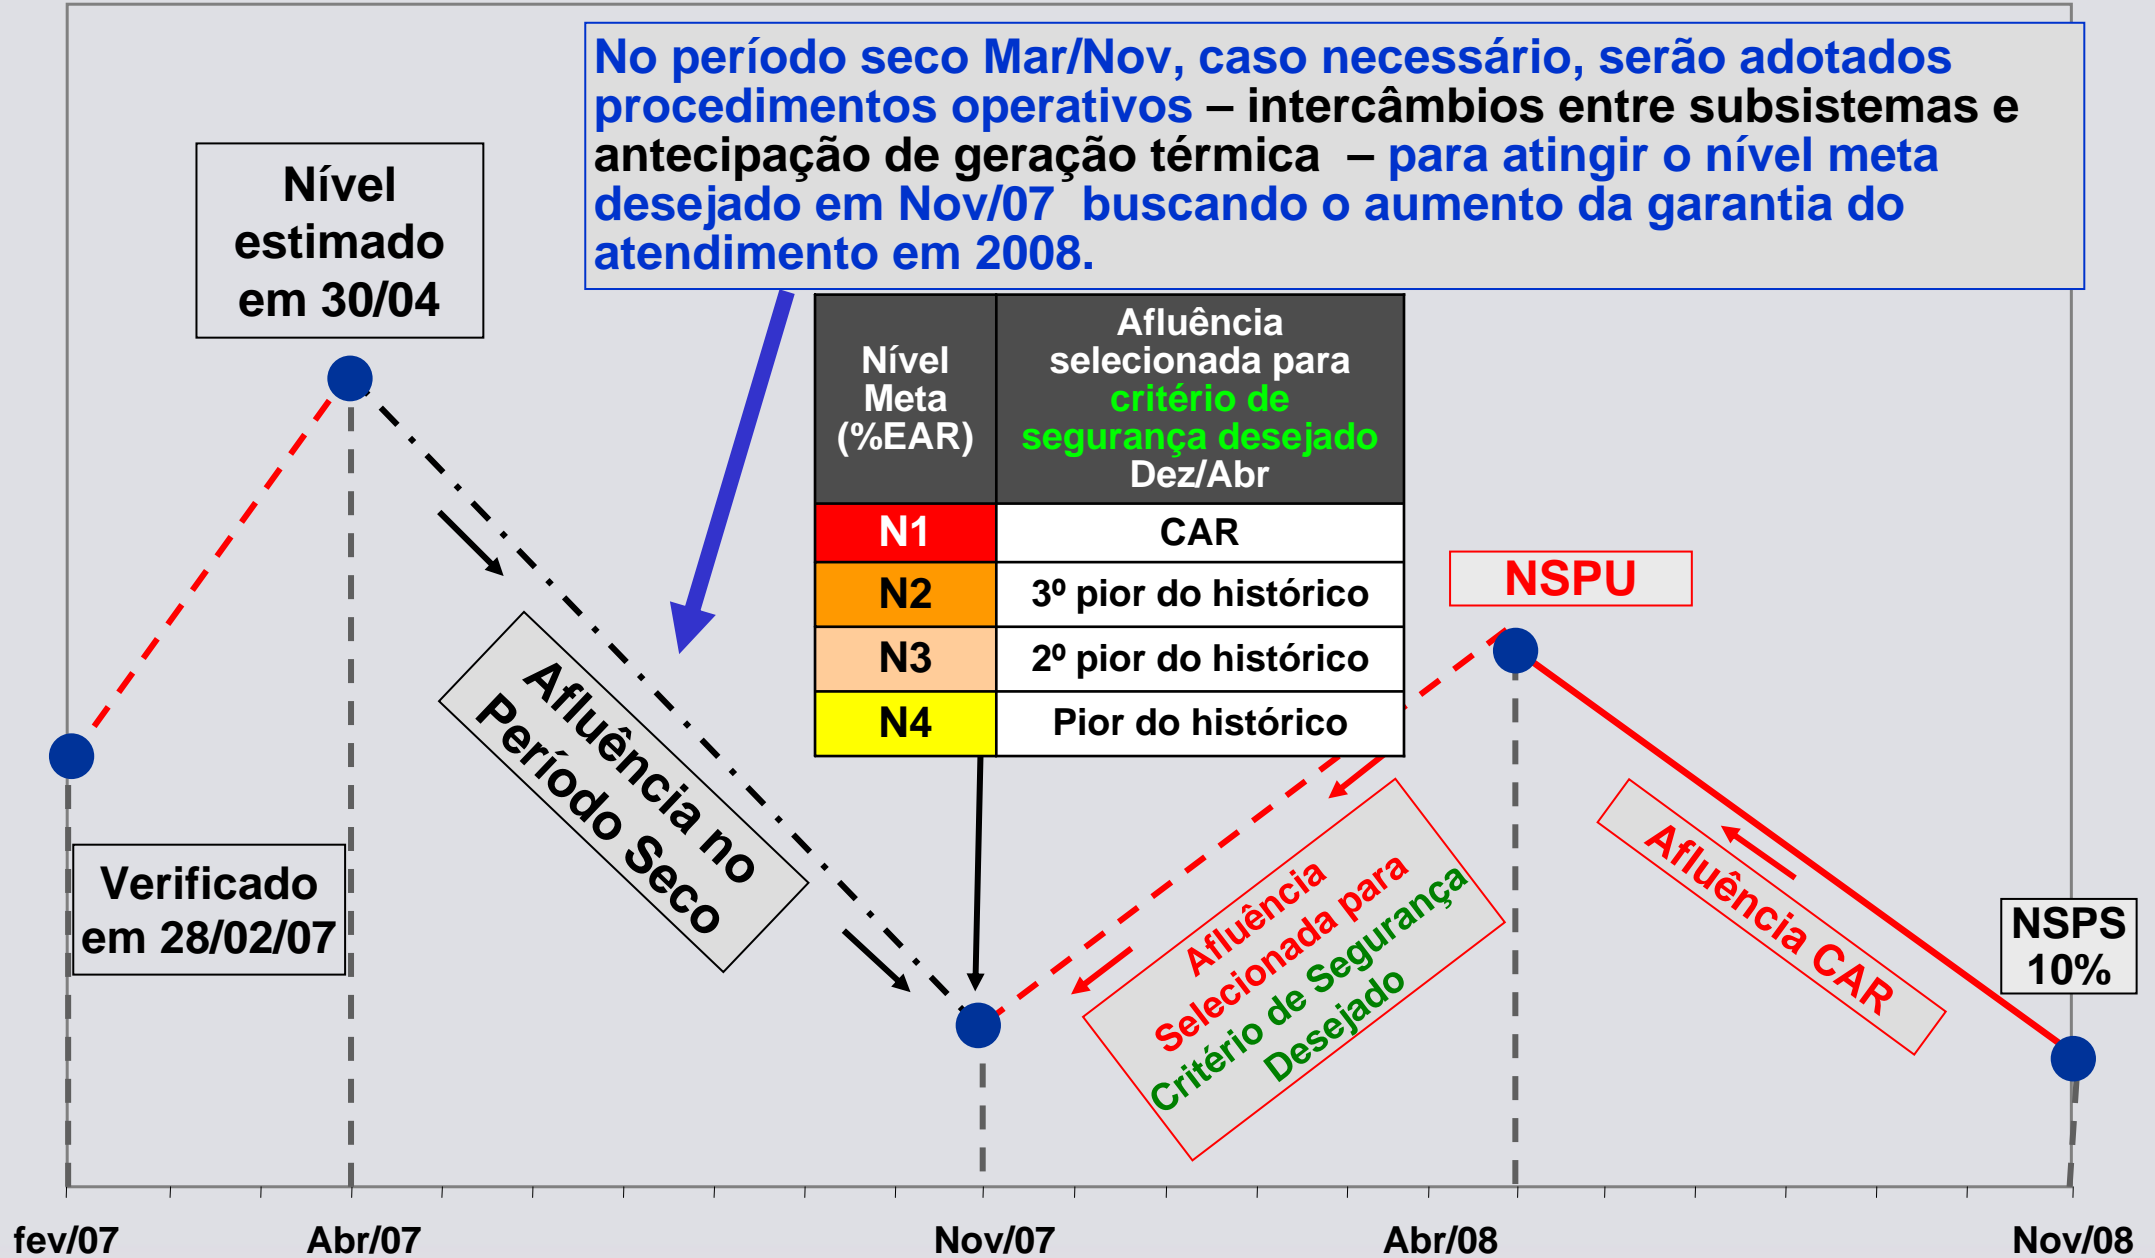 No período seco Mar/Nov, caso necessário, serão adotados
procedimentos operativos – intercâmbios entre subsistemas e
antecipação de geração térmica – para atingir o nível meta
desejado em Nov/07 buscando o aumento da garantia do
atendimento em 2008.
Nível
estimado
em 30/04
Nível
Meta
(%EAR)
Afluência
selecionada para
critério de
segurança desejado
Dez/Abr
N1 CAR
N2 3º pior do histórico
N3 2º pior do histórico
N4 Pior do histórico
NSPU
Afluência no
Período Seco
Verificado
em 28/02/07
Afluência
Selecionada para
Critério de Segurança
Desejado
Afluência CAR
NSPS
10%
fev/07 Abr/07 Nov/07 Abr/08 Nov/08